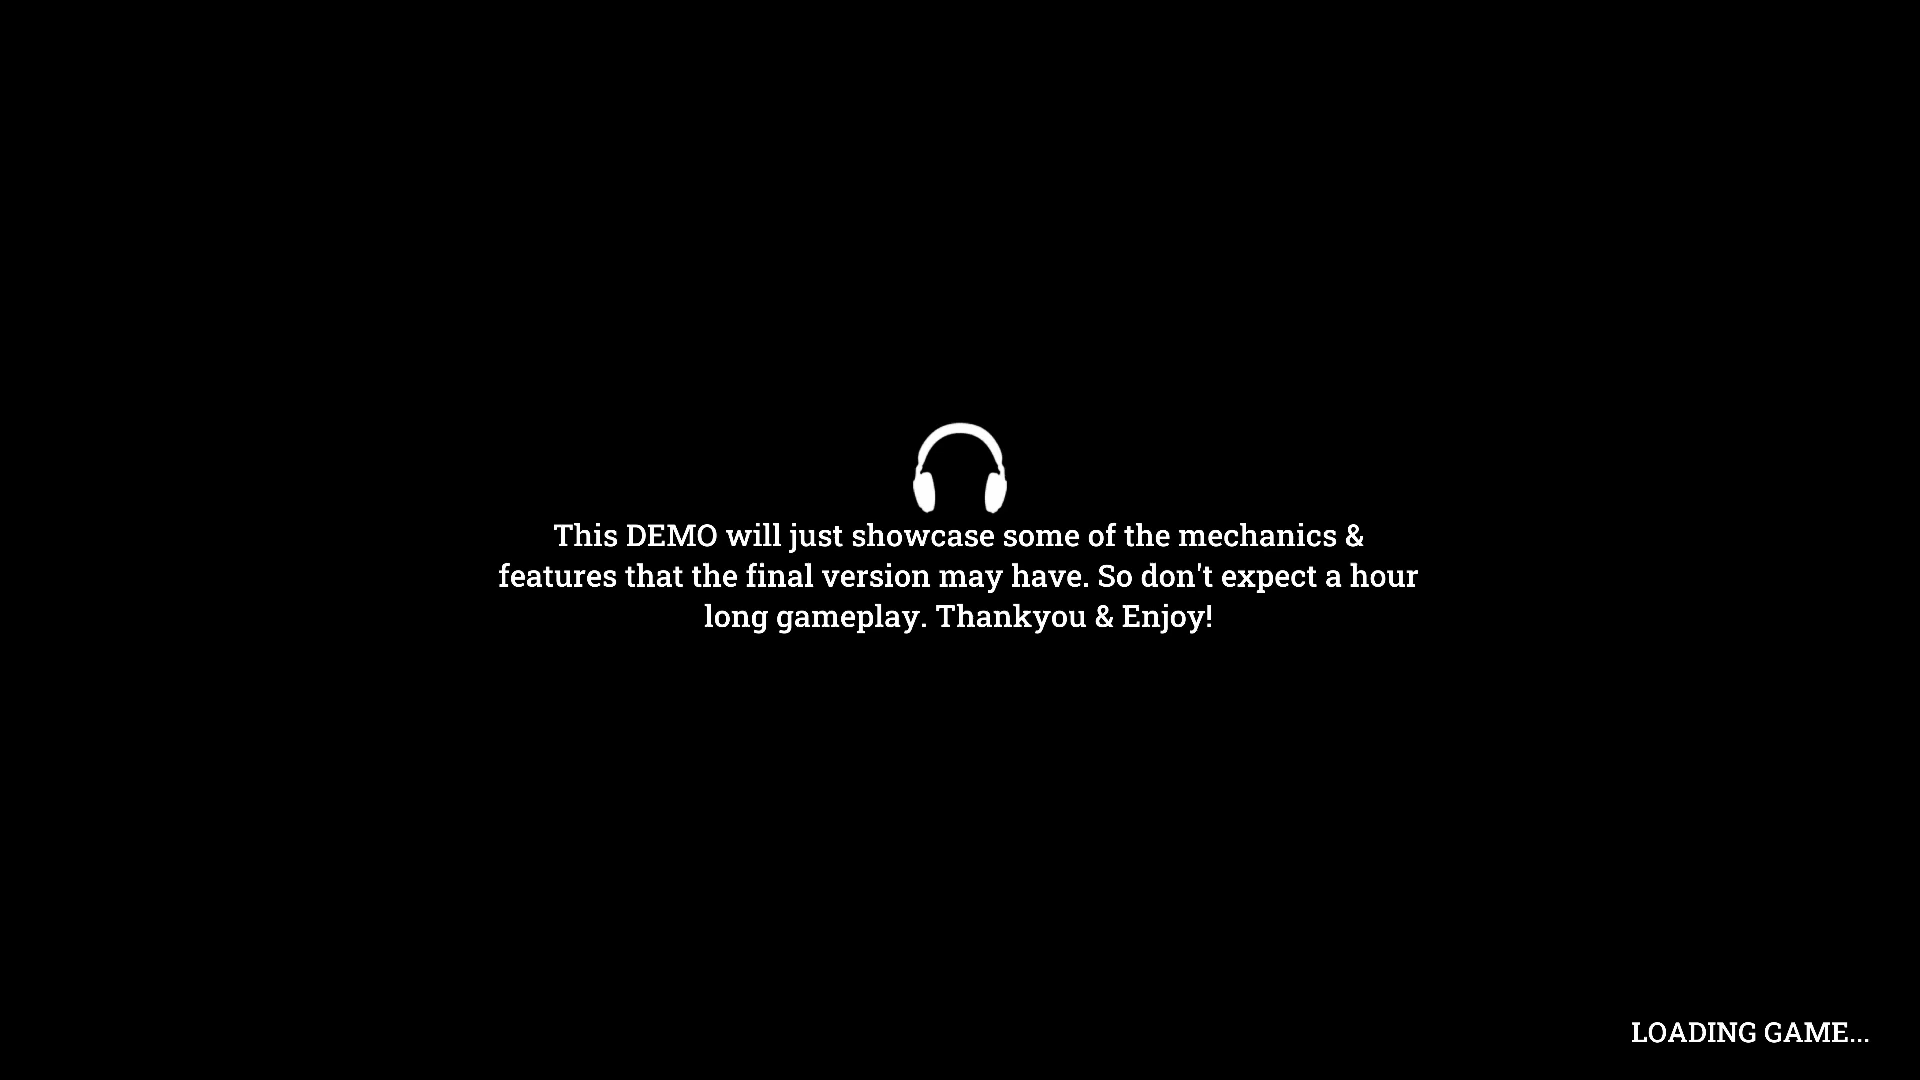 This DEMO will just showcase some of the mechanics &
features that the final version may have. So don't expect a hour
long gameplay. Thankyou & Enjoy!
LOADING GAME...